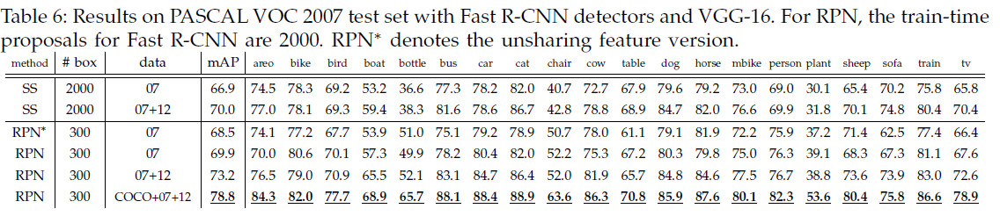 Table 6: Results on PASCAL VOC 2007 test set with Fast R-CNN detectors and VGG-16. For RPN, the train-time
proposals for Fast R-CNN are 2000. RPN* denotes the unsharing feature version.
method # box data mAP areo bike bird boat bottle bus car cat chair cow table dog horse mbike person plant sheep sofa train tv
SS 2000 07 66.9 74.5 78.3 69.2 53.2 36.6 77.3 78.2 82.0 40.7 72.7 67.9 79.6 79.2 73.0 69.0 30.1 65.4 70.2 75.8 65.8
SS 2000 07+12 70.0 77.0 78.1 69.3 59.4 38.3 81.6 78.6 86.7 42.8 78.8 68.9 84.7 82.0 76.6 69.9 31.8 70.1 74.8 80.4 70.4
RPN* 300 07 68.5 74.1 77.2 67.7 53.9 51.0 75.1 79.2 78.9 50.7 78.0 61.1 79.1 81.9 72.2 75.9 37.2 71.4 62.5 77.4 66.4
RPN 300 07 69.9 70.0 80.6 70.1 57.3 49.9 78.2 80.4 82.0 52.2 75.3 67.2 80.3 79.8 75.0 76.3 39.1 68.3 67.3 81.1 67.6
RPN 300 07+12 73.2 76.5 79.0 70.9 65.5 52.1 83.1 84.7 86.4 52.0 81.9 65.7 84.8 84.6 77.5 76.7 38.8 73.6 73.9 83.0 72.6
RPN 300 COCO+07+12 78.8 84.3 82.0 77.7 68.9 65.7 88.1 88.4 88.9 63.6 86.3 70.8 85.9 87.6 80.1 82.3 53.6 80.4 75.8 86.6 78.9